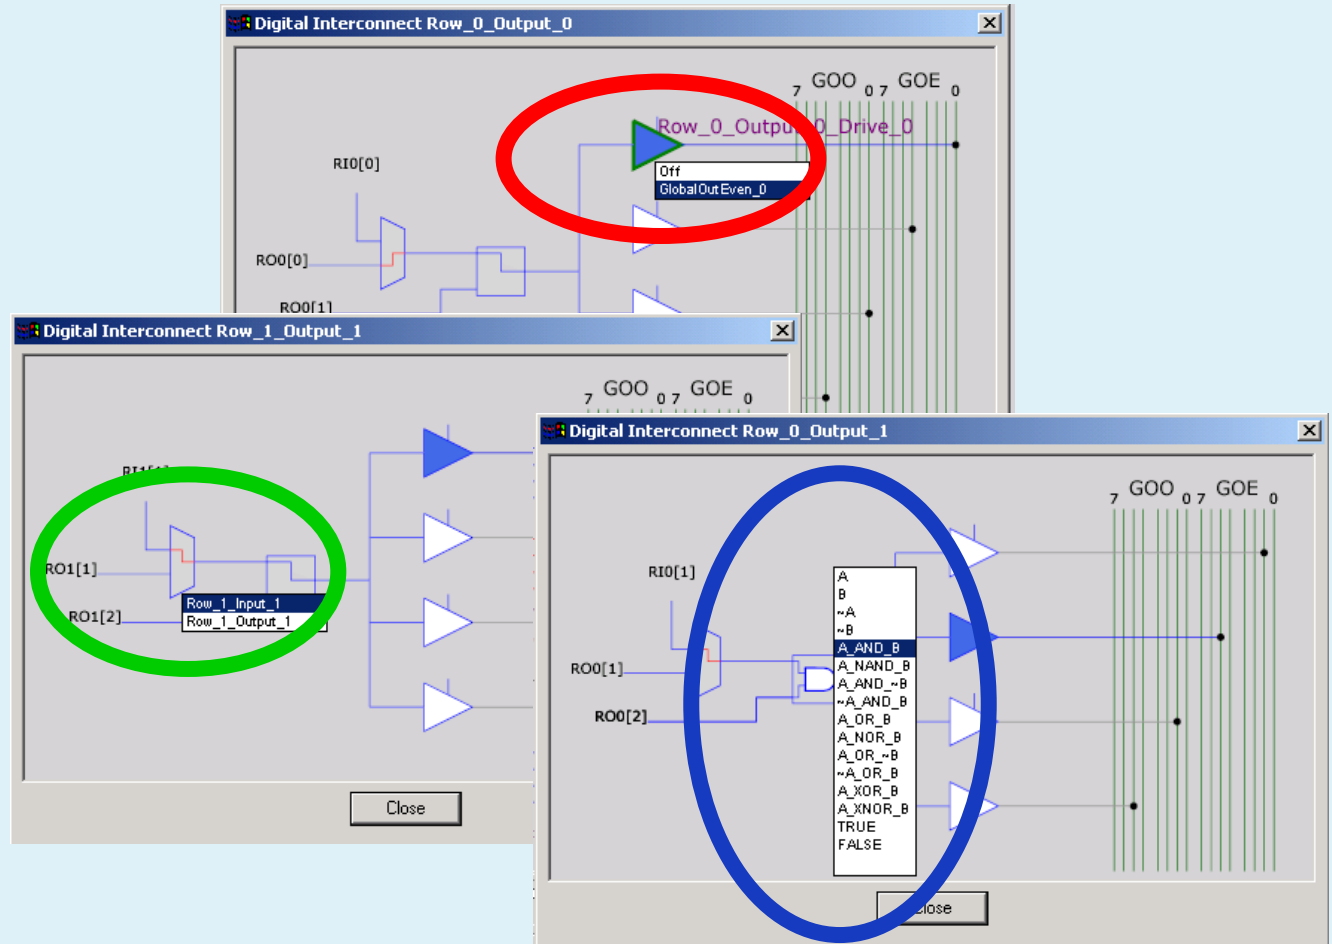 Digital Interconnect Row_0_Output_0
7 GOO 0 7 GOE 0
Row_0_Outpu 0_Drive_0
Off
GlobalOutEven_0
RI0[0]
RO0[0]
RO0[1]
Digital Interconnect Row_1_Output_1
7 GOO 0 7 GOE 0
RO1[1]
Row_1_Input_1
Row_1_Output_1
RO1[2]
Close
Digital Interconnect Row_0_Output_1
7 GOO 0 7 GOE 0
RI0[1]
RO0[1]
RO0[2]
A
B
~A
~B
A_AND_B
A_NAND_B
A_AND_~B
~A_AND_B
A_OR_B
A_NOR_B
A_OR_~B
~A_OR_B
A_XOR_B
A_XNOR_B
TRUE
FALSE
Close